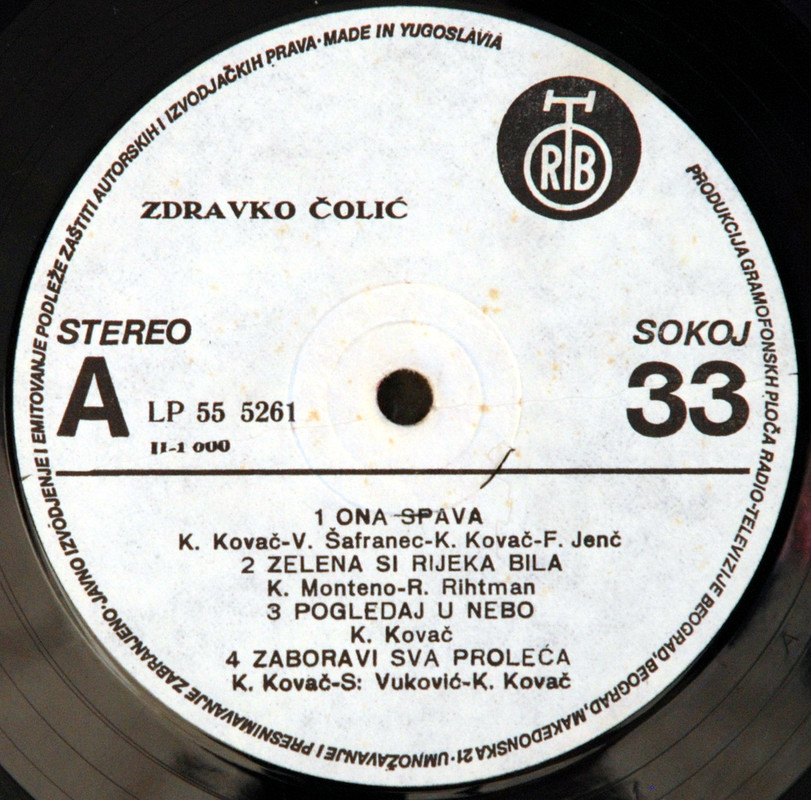 JAVNO IZVODJENJE I EMITOVANJE PODLEŽE ZAŠTITI AUTORSKIH I IZVODJAČKIH PRAVA·MADE IN YUGOSLAVIA
RTB
PRODUKCIJA GRAMOFONSKH PLOČA RADIO-TELEVIZIJE BEOGRAD,BEOGRAD,MAKEDONSKA 21·UMNOŽAVANJE I PRESNIMAVANJE ZABRANJENO·
ZDRAVKO ČOLIĆ
STEREO
SOKOJ
A
LP 55 5261
33
II-1 000
1 ONA SPAVA
K. Kovač-V. Šafranec-K. Kovač-F. Jenč
2 ZELENA SI RIJEKA BILA
K. Monteno-R. Rihtman
3 POGLEDAJ U NEBO
K. Kovač
4 ZABORAVI SVA PROLEĆA
K. Kovač-S: Vuković-K. Kovač